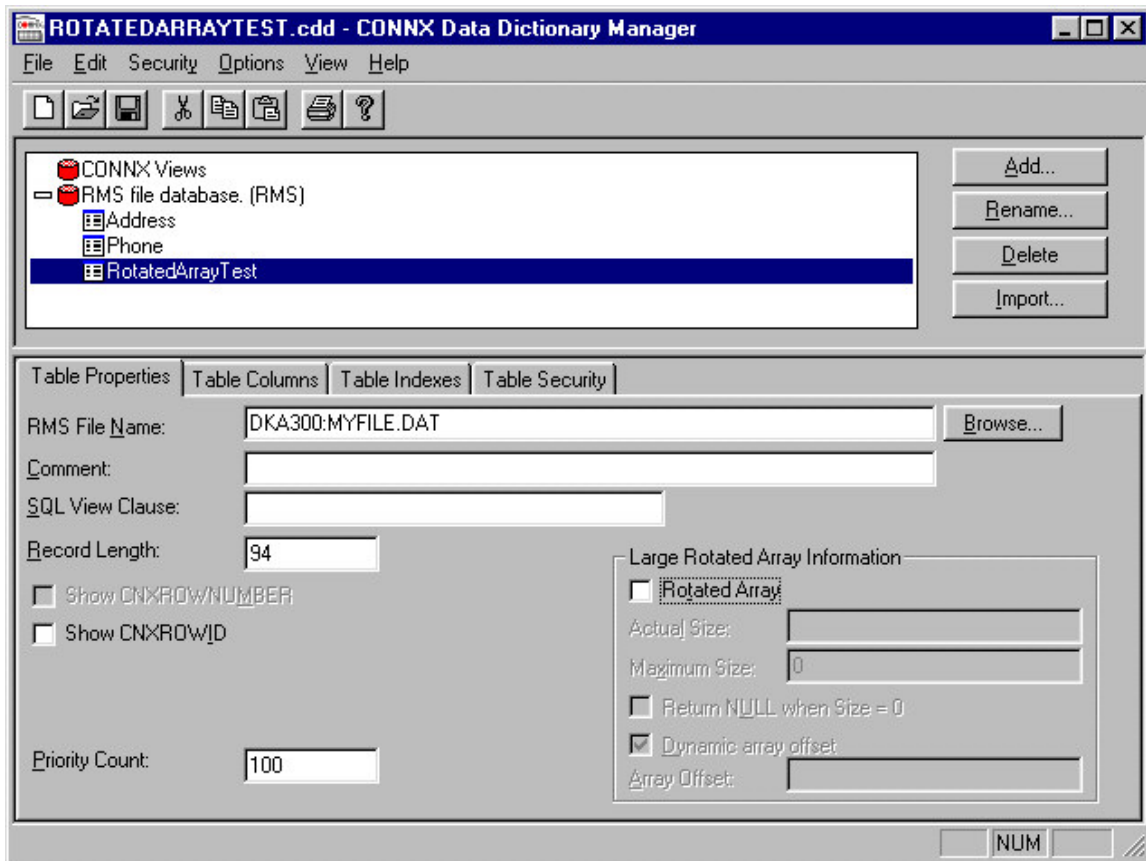 ROTATEDARRAYTEST.cdd - CONNX Data Dictionary Manager
File Edit Security Options View Help
CONNX Views
RMS file database. (RMS)
Address
Phone
RotatedArrayTest
Add...
Rename...
Delete
Import...
Table Properties Table Columns Table Indexes Table Security
RMS File Name: DKA300:MYFILE.DAT Browse...
Comment:
SQL View Clause:
Record Length: 94
Show CNXROWNUMBER
Show CNXROWID
Priority Count: 100
Large Rotated Array Information
Rotated Array
Actual Size:
Maximum Size: 0
Return NULL when Size = 0
Dynamic array offset
Array Offset:
NUM